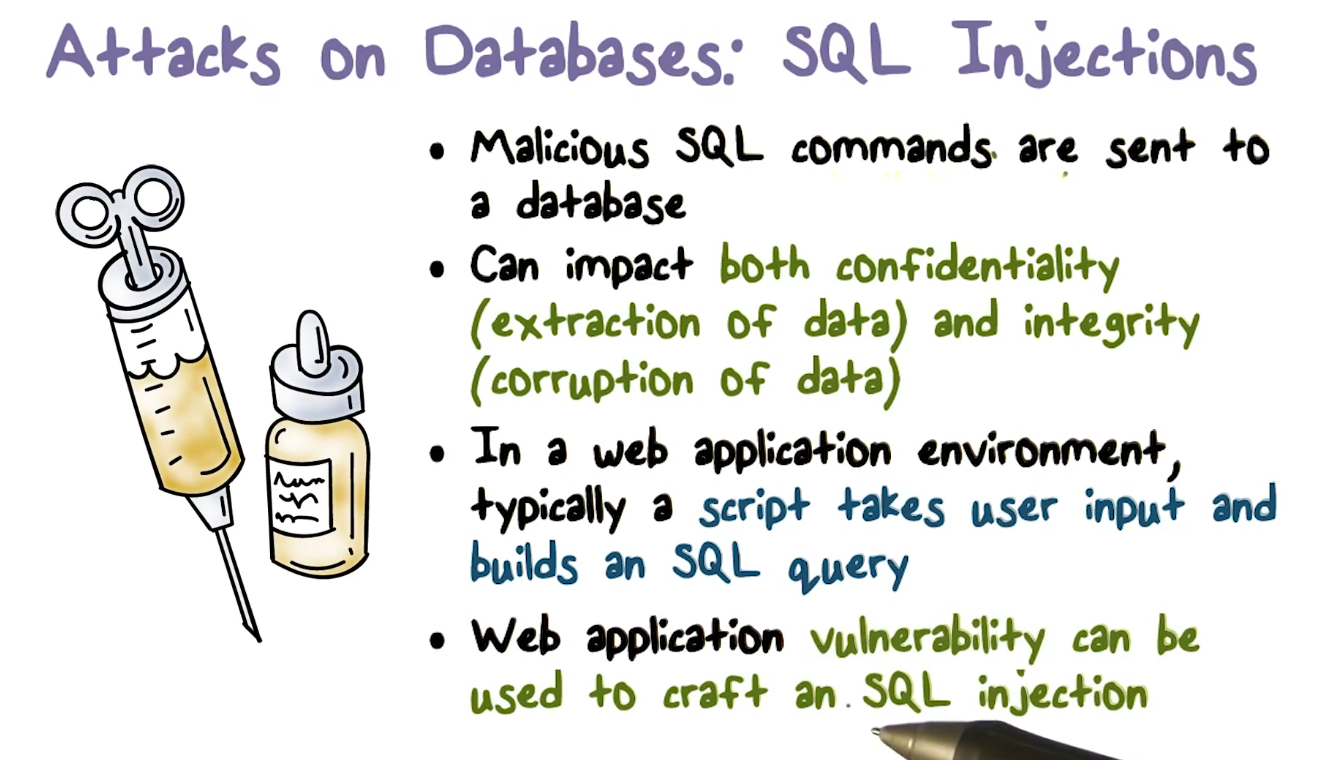 Attacks on Databases: SQL Injections
• Malicious SQL commands are sent to
a database
• Can impact both confidentiality
(extraction of data) and integrity
(corruption of data)
• In a web application environment,
typically a script takes user input and
builds an SQL query
• Web application vulnerability can be
used to craft an SQL injection